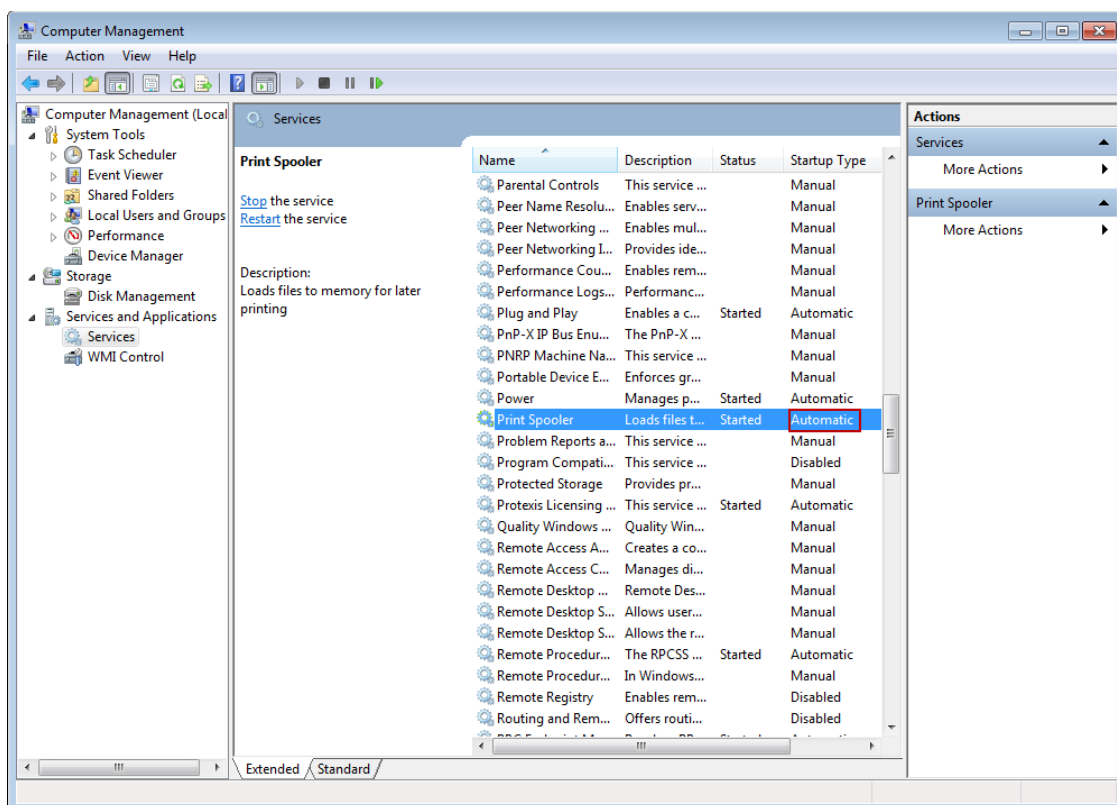 Computer Management
File Action View Help
Computer Management (Local
System Tools
Task Scheduler
Event Viewer
Shared Folders
Local Users and Groups
Performance
Device Manager
Storage
Disk Management
Services and Applications
Services
WMI Control
Services
Print Spooler
Stop the service
Restart the service
Description:
Loads files to memory for later
printing
Name Description Status Startup Type
Parental Controls This service ... Manual
Peer Name Resolu... Enables serv... Manual
Peer Networking ... Enables mul... Manual
Peer Networking I... Provides ide... Manual
Performance Cou... Enables rem... Manual
Performance Logs... Performanc... Manual
Plug and Play Enables a c... Started Automatic
PnP-X IP Bus Enu... The PnP-X ... Manual
PNRP Machine Na... This service ... Manual
Portable Device E... Enforces gr... Manual
Power Manages p... Started Automatic
Print Spooler Loads files t... Started Automatic
Problem Reports a... This service ... Manual
Program Compati... This service ... Disabled
Protected Storage Provides pr... Manual
Protexis Licensing ... This service ... Started Automatic
Quality Windows ... Quality Win... Manual
Remote Access A... Creates a co... Manual
Remote Access C... Manages di... Manual
Remote Desktop ... Remote Des... Manual
Remote Desktop S... Allows user... Manual
Remote Desktop S... Allows the r... Manual
Remote Procedur... The RPCSS ... Started Automatic
Remote Procedur... In Windows... Manual
Remote Registry Enables rem... Disabled
Routing and Rem... Offers routi... Disabled
Extended Standard
Actions
Services
More Actions
Print Spooler
More Actions